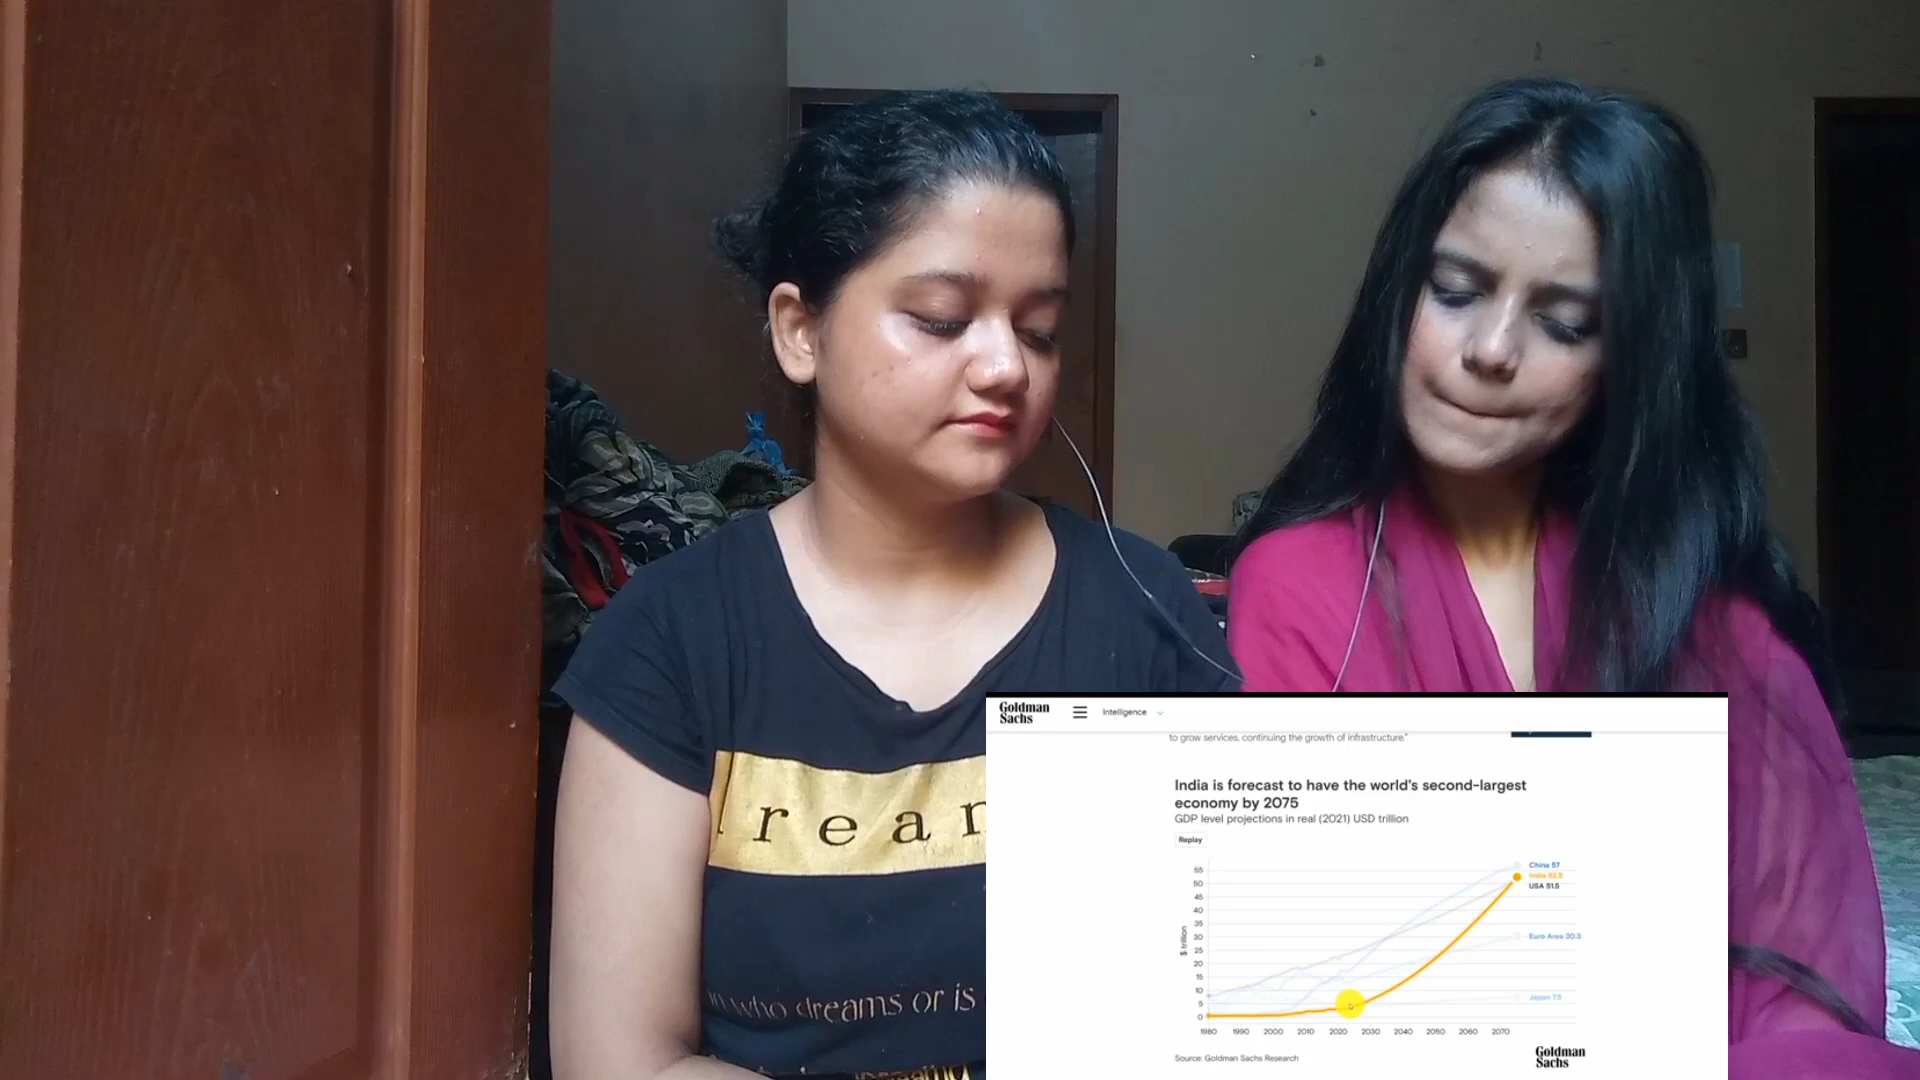 drean
n who dreams or is
Goldman
Sachs
Intelligence
to grow services, continuing the growth of infrastructure."
India is forecast to have the world's second-largest
economy by 2075
GDP level projections in real (2021) USD trillion
Replay
$ trillion
55
50
45
40
35
30
25
20
15
10
5
0
China 57
India 52.5
USA 51.5
Euro Area 30.3
Japan 7.5
1980 1990 2000 2010 2020 2030 2040 2050 2060 2070
Source: Goldman Sachs Research
Goldman
Sachs